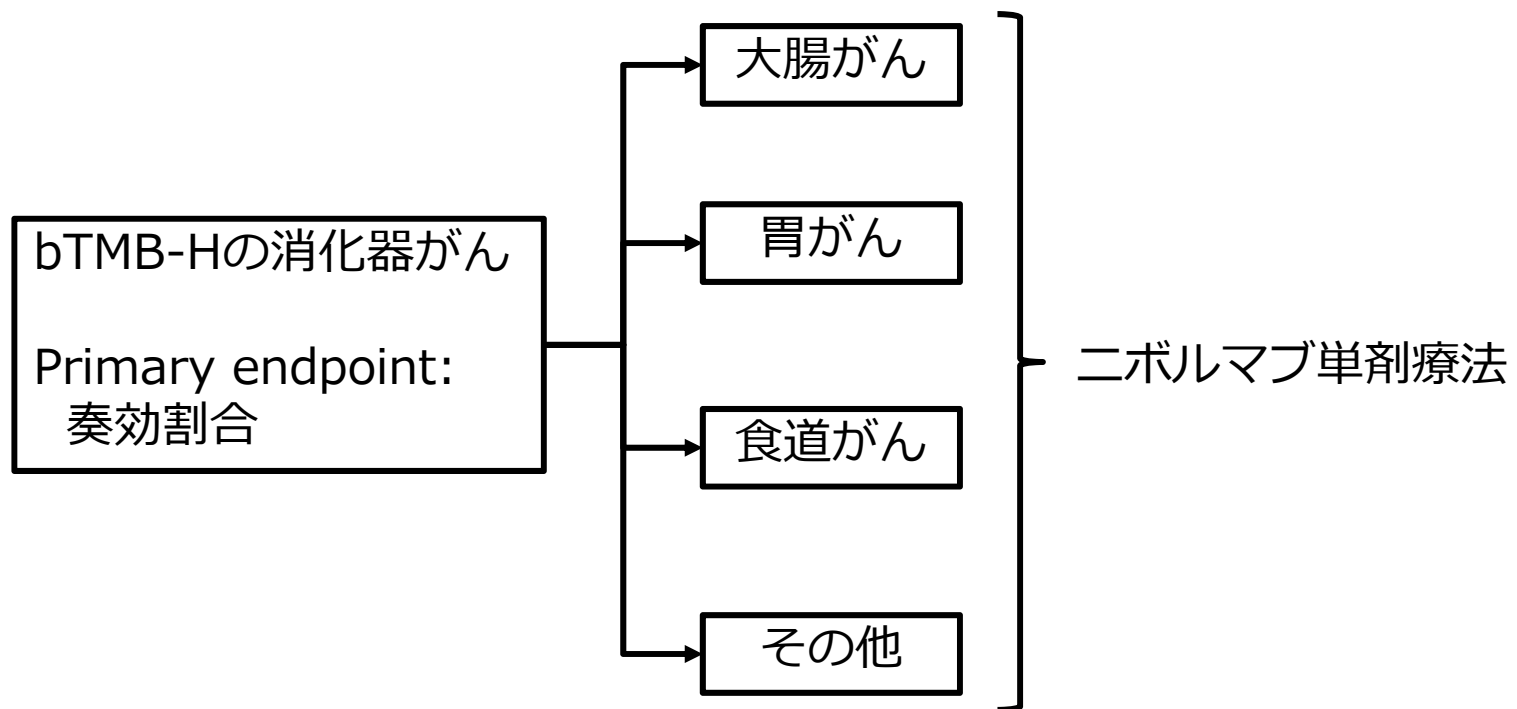 bTMB-Hの消化器がん
Primary endpoint:
奏効割合
大腸がん
胃がん
食道がん
その他
ニボルマブ単剤療法